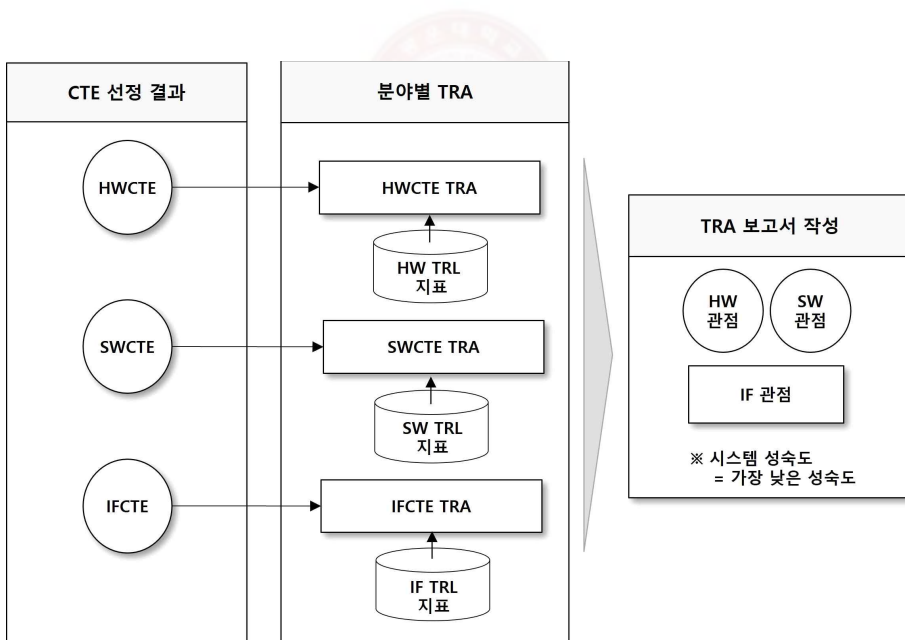 CTE 선정 결과
HWCTE
SWCTE
IFCTE
분야별 TRA
HWCTE TRA
HW TRL
지표
SWCTE TRA
SW TRL
지표
IFCTE TRA
IF TRL
지표
TRA 보고서 작성
HW
관점
SW
관점
IF 관점
※ 시스템 성숙도
= 가장 낮은 성숙도